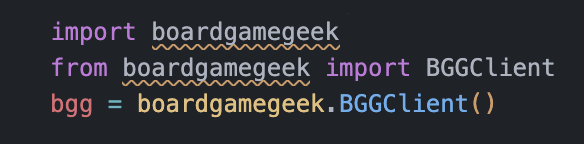 import boardgamegeek
from boardgamegeek import BGGClient
bgg = boardgamegeek.BGGClient()